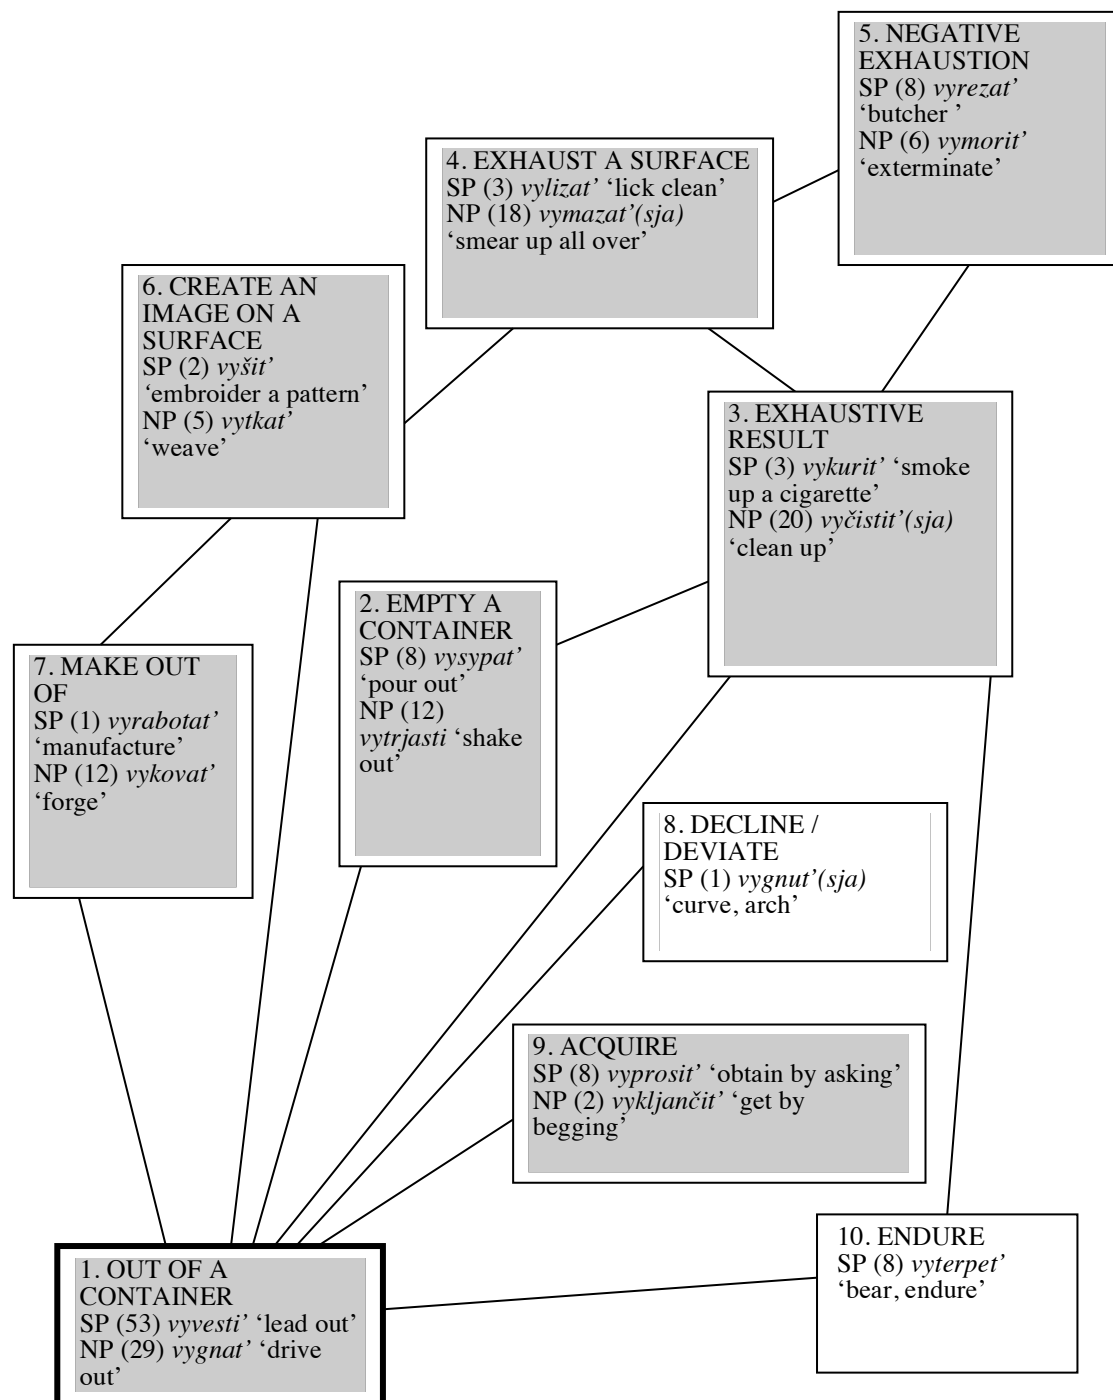 5. NEGATIVE
EXHAUSTION
SP (8) vyrezat’
‘butcher ’
NP (6) vymorit’
‘exterminate’
4. EXHAUST A SURFACE
SP (3) vylizat’ ‘lick clean’
NP (18) vymazat’(sja)
‘smear up all over’
6. CREATE AN
IMAGE ON A
SURFACE
SP (2) vyšit’
‘embroider a pattern’
NP (5) vytkat’
‘weave’
3. EXHAUSTIVE
RESULT
SP (3) vykurit’ ‘smoke
up a cigarette’
NP (20) vyčistit’(sja)
‘clean up’
2. EMPTY A
CONTAINER
SP (8) vysypat’
‘pour out’
NP (12)
vytrjasti ‘shake
out’
7. MAKE OUT
OF
SP (1) vyrabotat’
‘manufacture’
NP (12) vykovat’
‘forge’
8. DECLINE /
DEVIATE
SP (1) vygnut’(sja)
‘curve, arch’
9. ACQUIRE
SP (8) vyprosit’ ‘obtain by asking’
NP (2) vykljančit’ ‘get by
begging’
10. ENDURE
SP (8) vyterpet’
‘bear, endure’
1. OUT OF A
CONTAINER
SP (53) vyvesti’ ‘lead out’
NP (29) vygnat’ ‘drive
out’